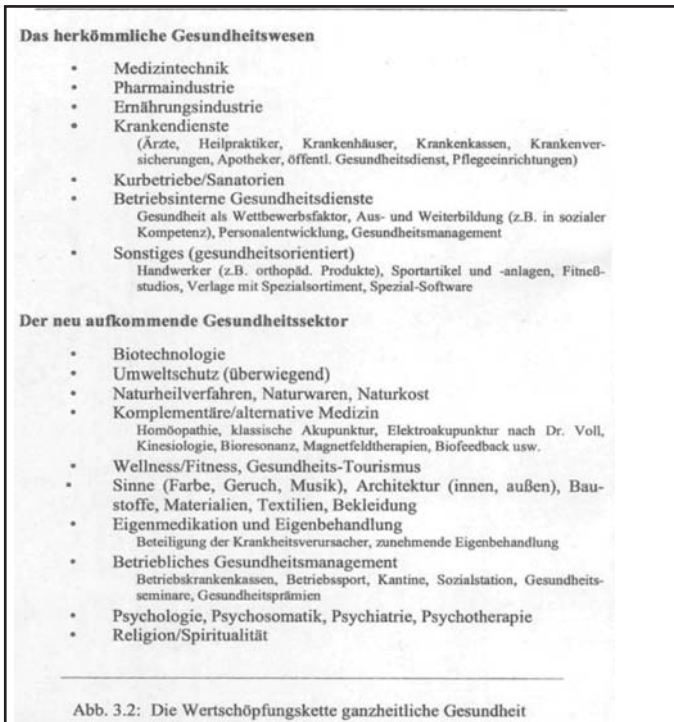 Das herkömmliche Gesundheitswesen
• Medizintechnik
• Pharmaindustrie
• Ernährungsindustrie
• Krankendienste
(Ärzte, Heilpraktiker, Krankenhäuser, Krankenkassen, Krankenver-
sicherungen, Apotheker, öffentl. Gesundheitsdienst, Pflegeeinrichtungen)
• Kurbetriebe/Sanatorien
• Betriebsinterne Gesundheitsdienste
Gesundheit als Wettbewerbsfaktor, Aus- und Weiterbildung (z.B. in sozialer
Kompetenz), Personalentwicklung, Gesundheitsmanagement
• Sonstiges (gesundheitsorientiert)
Handwerker (z.B. orthopäd. Produkte), Sportartikel und -anlagen, Fitneß-
studios, Verlage mit Spezialsortiment, Spezial-Software
Der neu aufkommende Gesundheitssektor
• Biotechnologie
• Umweltschutz (überwiegend)
• Naturheilverfahren, Naturwaren, Naturkost
• Komplementäre/alternative Medizin
Homöopathie, klassische Akupunktur, Elektroakupunktur nach Dr. Voll,
Kinesiologie, Bioresonanz, Magnetfeldtherapien, Biofeedback usw.
• Wellness/Fitness, Gesundheits-Tourismus
• Sinne (Farbe, Geruch, Musik), Architektur (innen, außen), Bau-
stoffe, Materialien, Textilien, Bekleidung
• Eigenmedikation und Eigenbehandlung
Beteiligung der Krankheitsverursacher, zunehmende Eigenbehandlung
• Betriebliches Gesundheitsmanagement
Betriebskrankenkassen, Betriebssport, Kantine, Sozialstation, Gesundheits-
seminare, Gesundheitsprämien
• Psychologie, Psychosomatik, Psychiatrie, Psychotherapie
• Religion/Spiritualität
Abb. 3.2: Die Wertschöpfungskette ganzheitliche Gesundheit